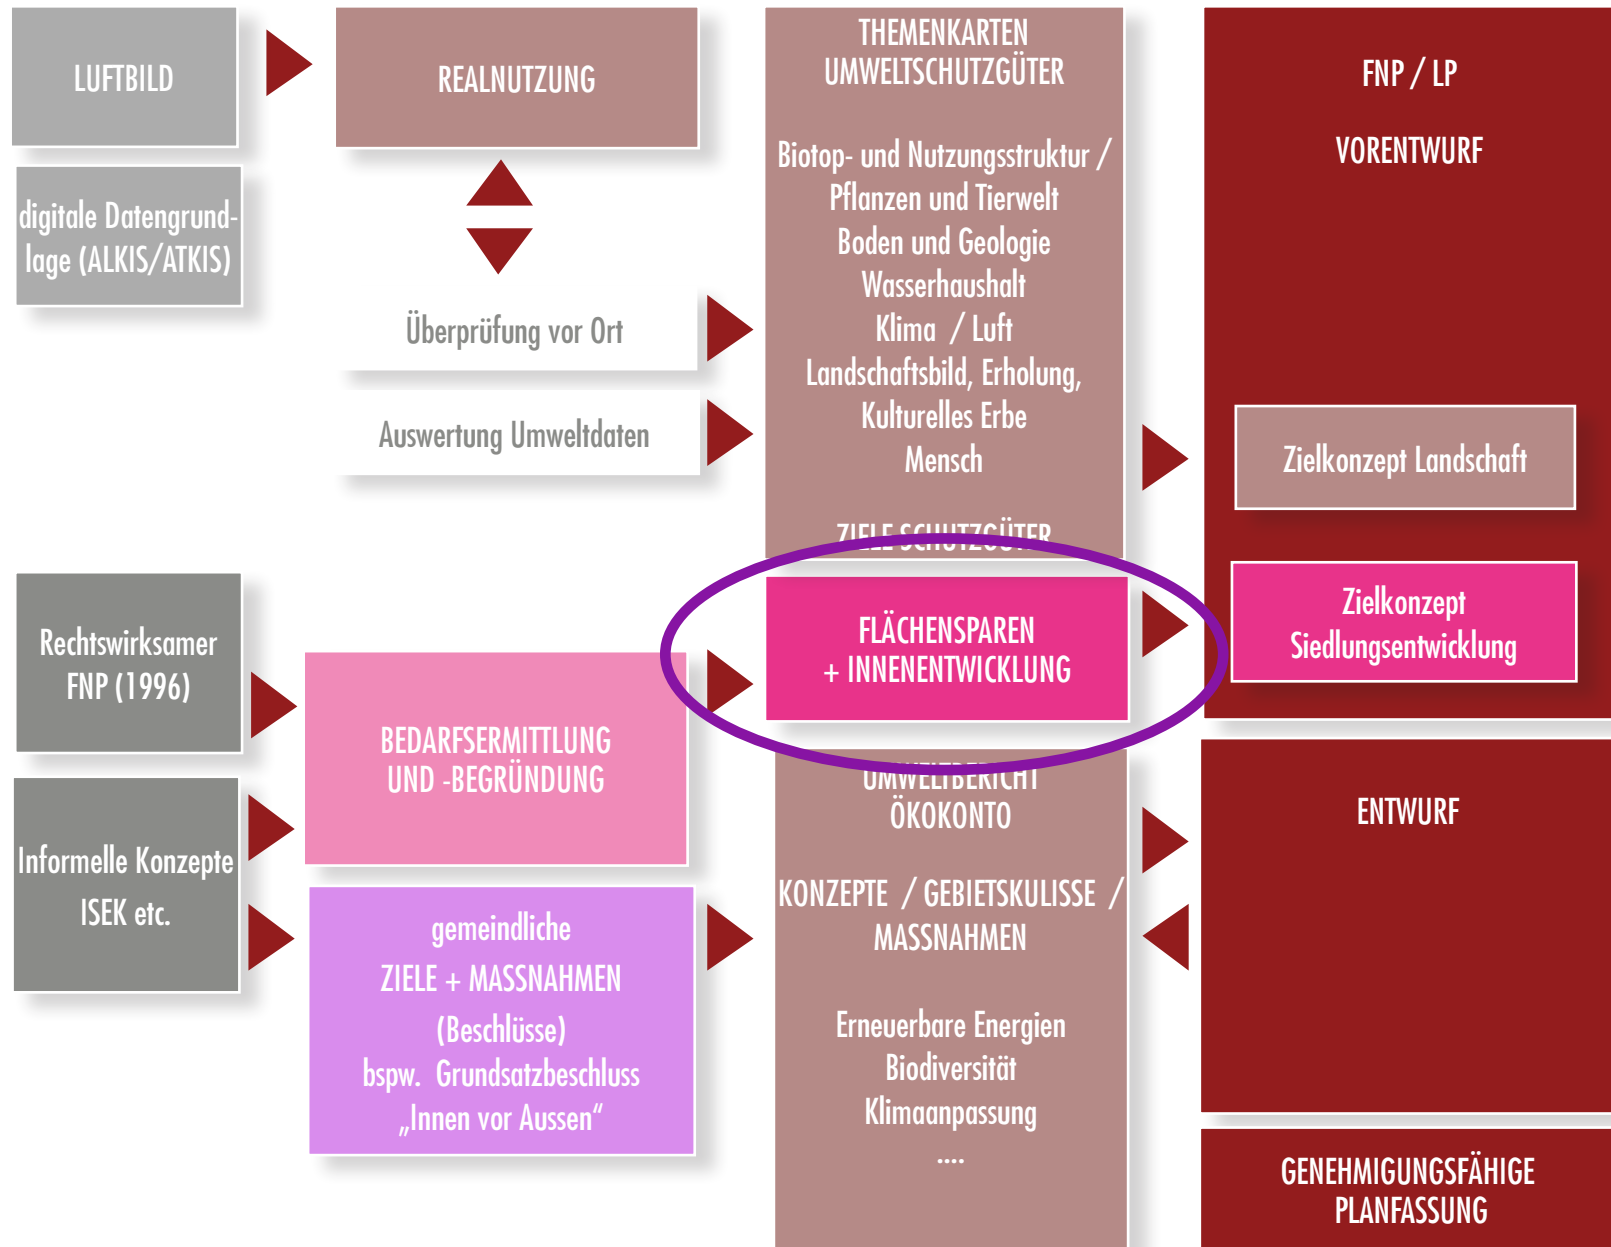 LUFTBILD
digitale Datengrund-
lage (ALKIS/ATKIS)
REALNUTZUNG
Überprüfung vor Ort
Auswertung Umweltdaten
THEMENKARTEN
UMWELTSCHUTZGÜTER
Biotop- und Nutzungsstruktur /
Pflanzen und Tierwelt
Boden und Geologie
Wasserhaushalt
Klima / Luft
Landschaftsbild, Erholung,
Kulturelles Erbe
Mensch
ZIELE SCHUTZGÜTER
FNP / LP
VORENTWURF
Zielkonzept Landschaft
Zielkonzept
Siedlungsentwicklung
Rechtswirksamer
FNP (1996)
Informelle Konzepte
ISEK etc.
BEDARFSERMITTLUNG
UND -BEGRÜNDUNG
gemeindliche
ZIELE + MASSNAHMEN
(Beschlüsse)
bspw. Grundsatzbeschluss
„Innen vor Aussen“
FLÄCHENSPAREN
+ INNENENTWICKLUNG
UMWELTBERICHT
ÖKOKONTO
KONZEPTE / GEBIETSKULISSE /
MASSNAHMEN
Erneuerbare Energien
Biodiversität
Klimaanpassung
....
ENTWURF
GENEHMIGUNGSFÄHIGE
PLANFASSUNG